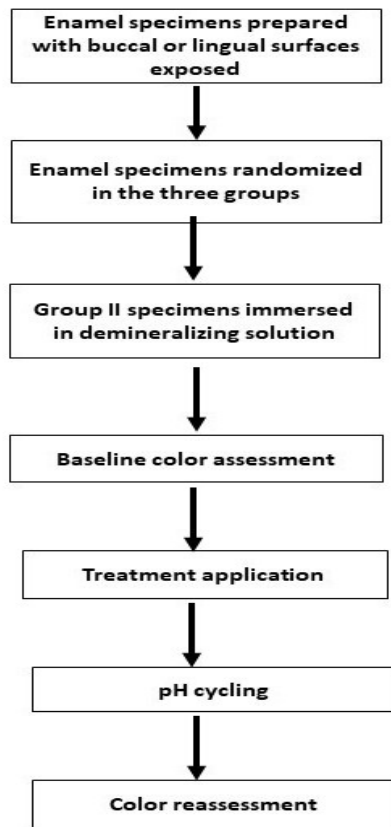 Enamel specimens prepared
with buccal or lingual surfaces
exposed
Enamel specimens randomized
in the three groups
Group II specimens immersed
in demineralizing solution
Baseline color assessment
Treatment application
pH cycling
Color reassessment